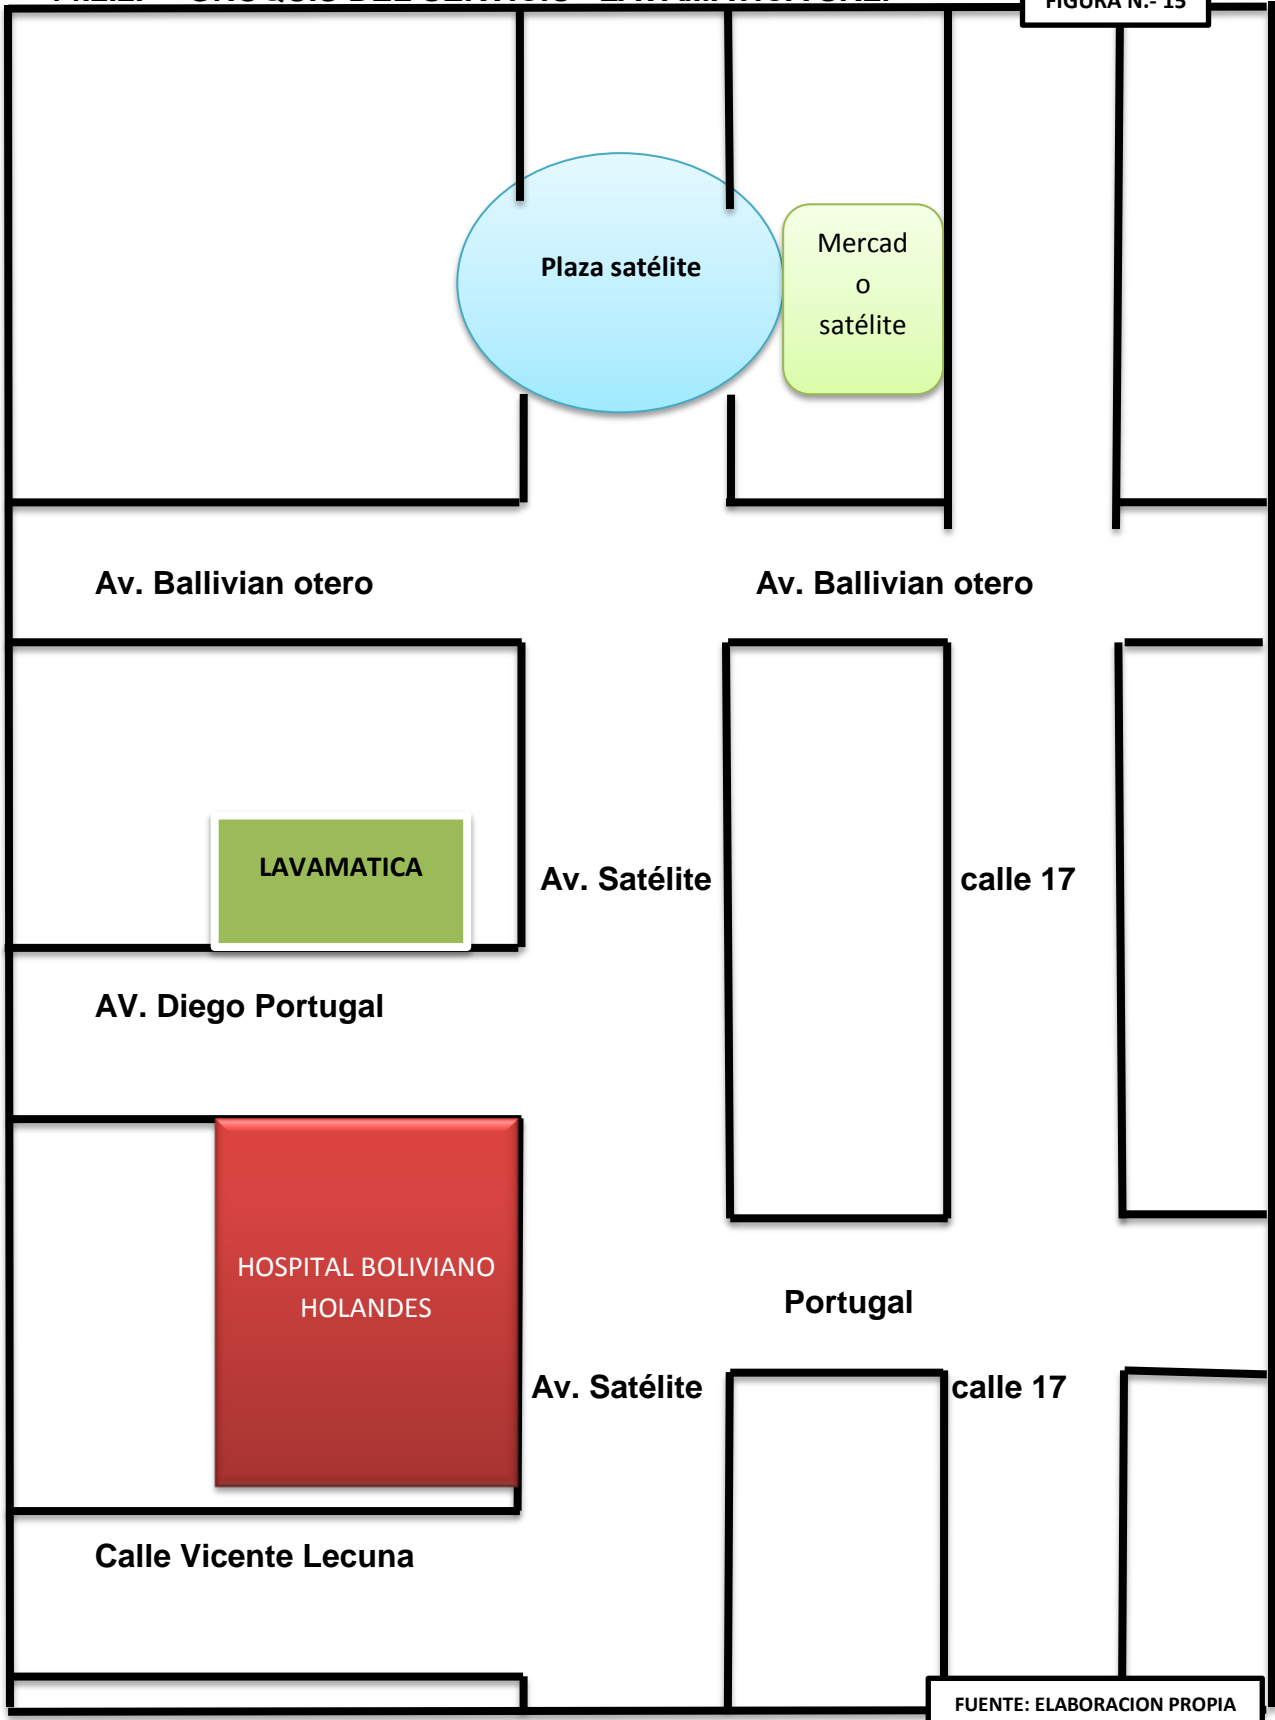 FIGURA N.- 15
Plaza satélite
Mercad
o
satélite
Av. Ballivian otero
Av. Ballivian otero
LAVAMATICA
Av. Satélite
calle 17
AV. Diego Portugal
HOSPITAL BOLIVIANO
HOLANDES
Portugal
Av. Satélite
calle 17
Calle Vicente Lecuna
FUENTE: ELABORACION PROPIA